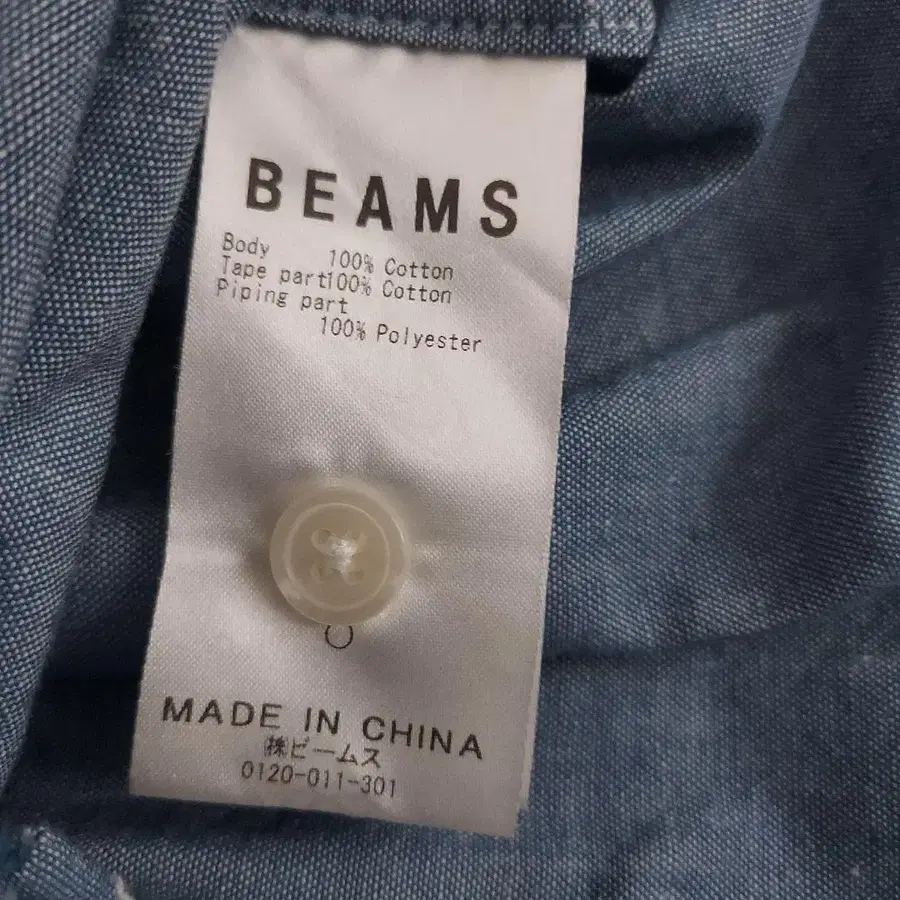 BEAMS
Body 100% Cotton
Tape part100% Cotton
Piping part
100% Polyester
MADE IN CHINA
㈱ビームス
0120-011-301